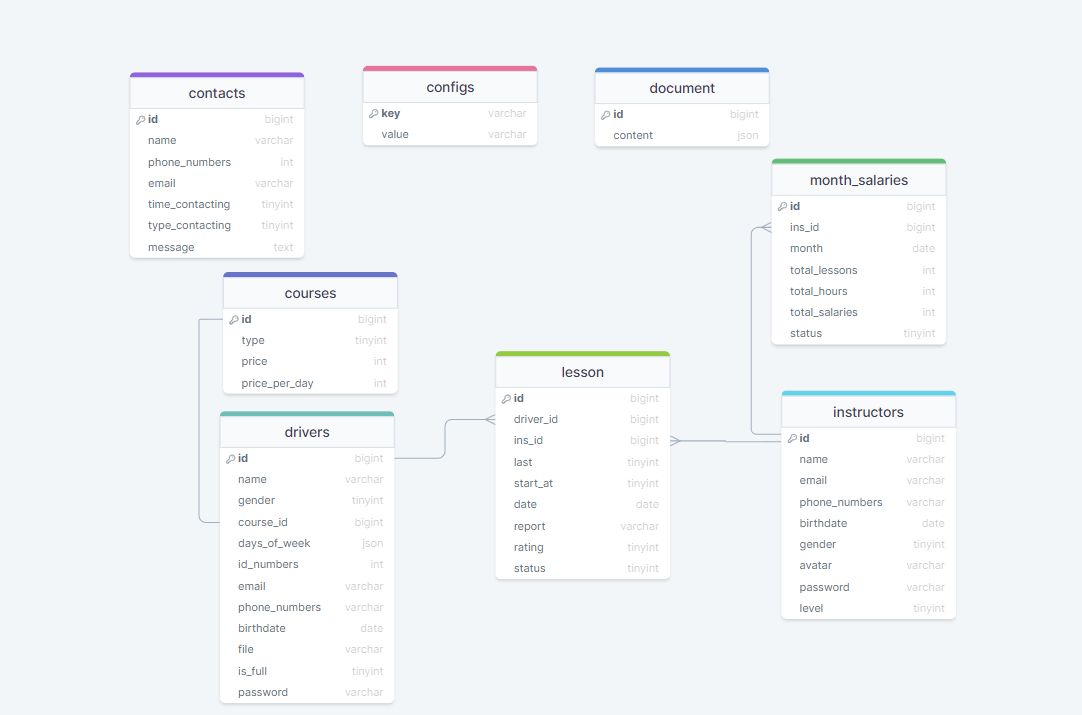 contacts
id bigint
name varchar
phone_numbers int
email varchar
time_contacting tinyint
type_contacting tinyint
message text
configs
key varchar
value varchar
document
id bigint
content json
month_salaries
id bigint
ins_id bigint
month date
total_lessons int
total_hours int
total_salaries int
status tinyint
courses
id bigint
type tinyint
price int
price_per_day int
lesson
id bigint
driver_id bigint
ins_id bigint
last tinyint
start_at tinyint
date date
report varchar
rating tinyint
status tinyint
instructors
id bigint
name varchar
email varchar
phone_numbers varchar
birthdate date
gender tinyint
avatar varchar
password varchar
level tinyint
drivers
id bigint
name varchar
gender tinyint
course_id bigint
days_of_week json
id_numbers int
email varchar
phone_numbers varchar
birthdate date
file varchar
is_full tinyint
password varchar